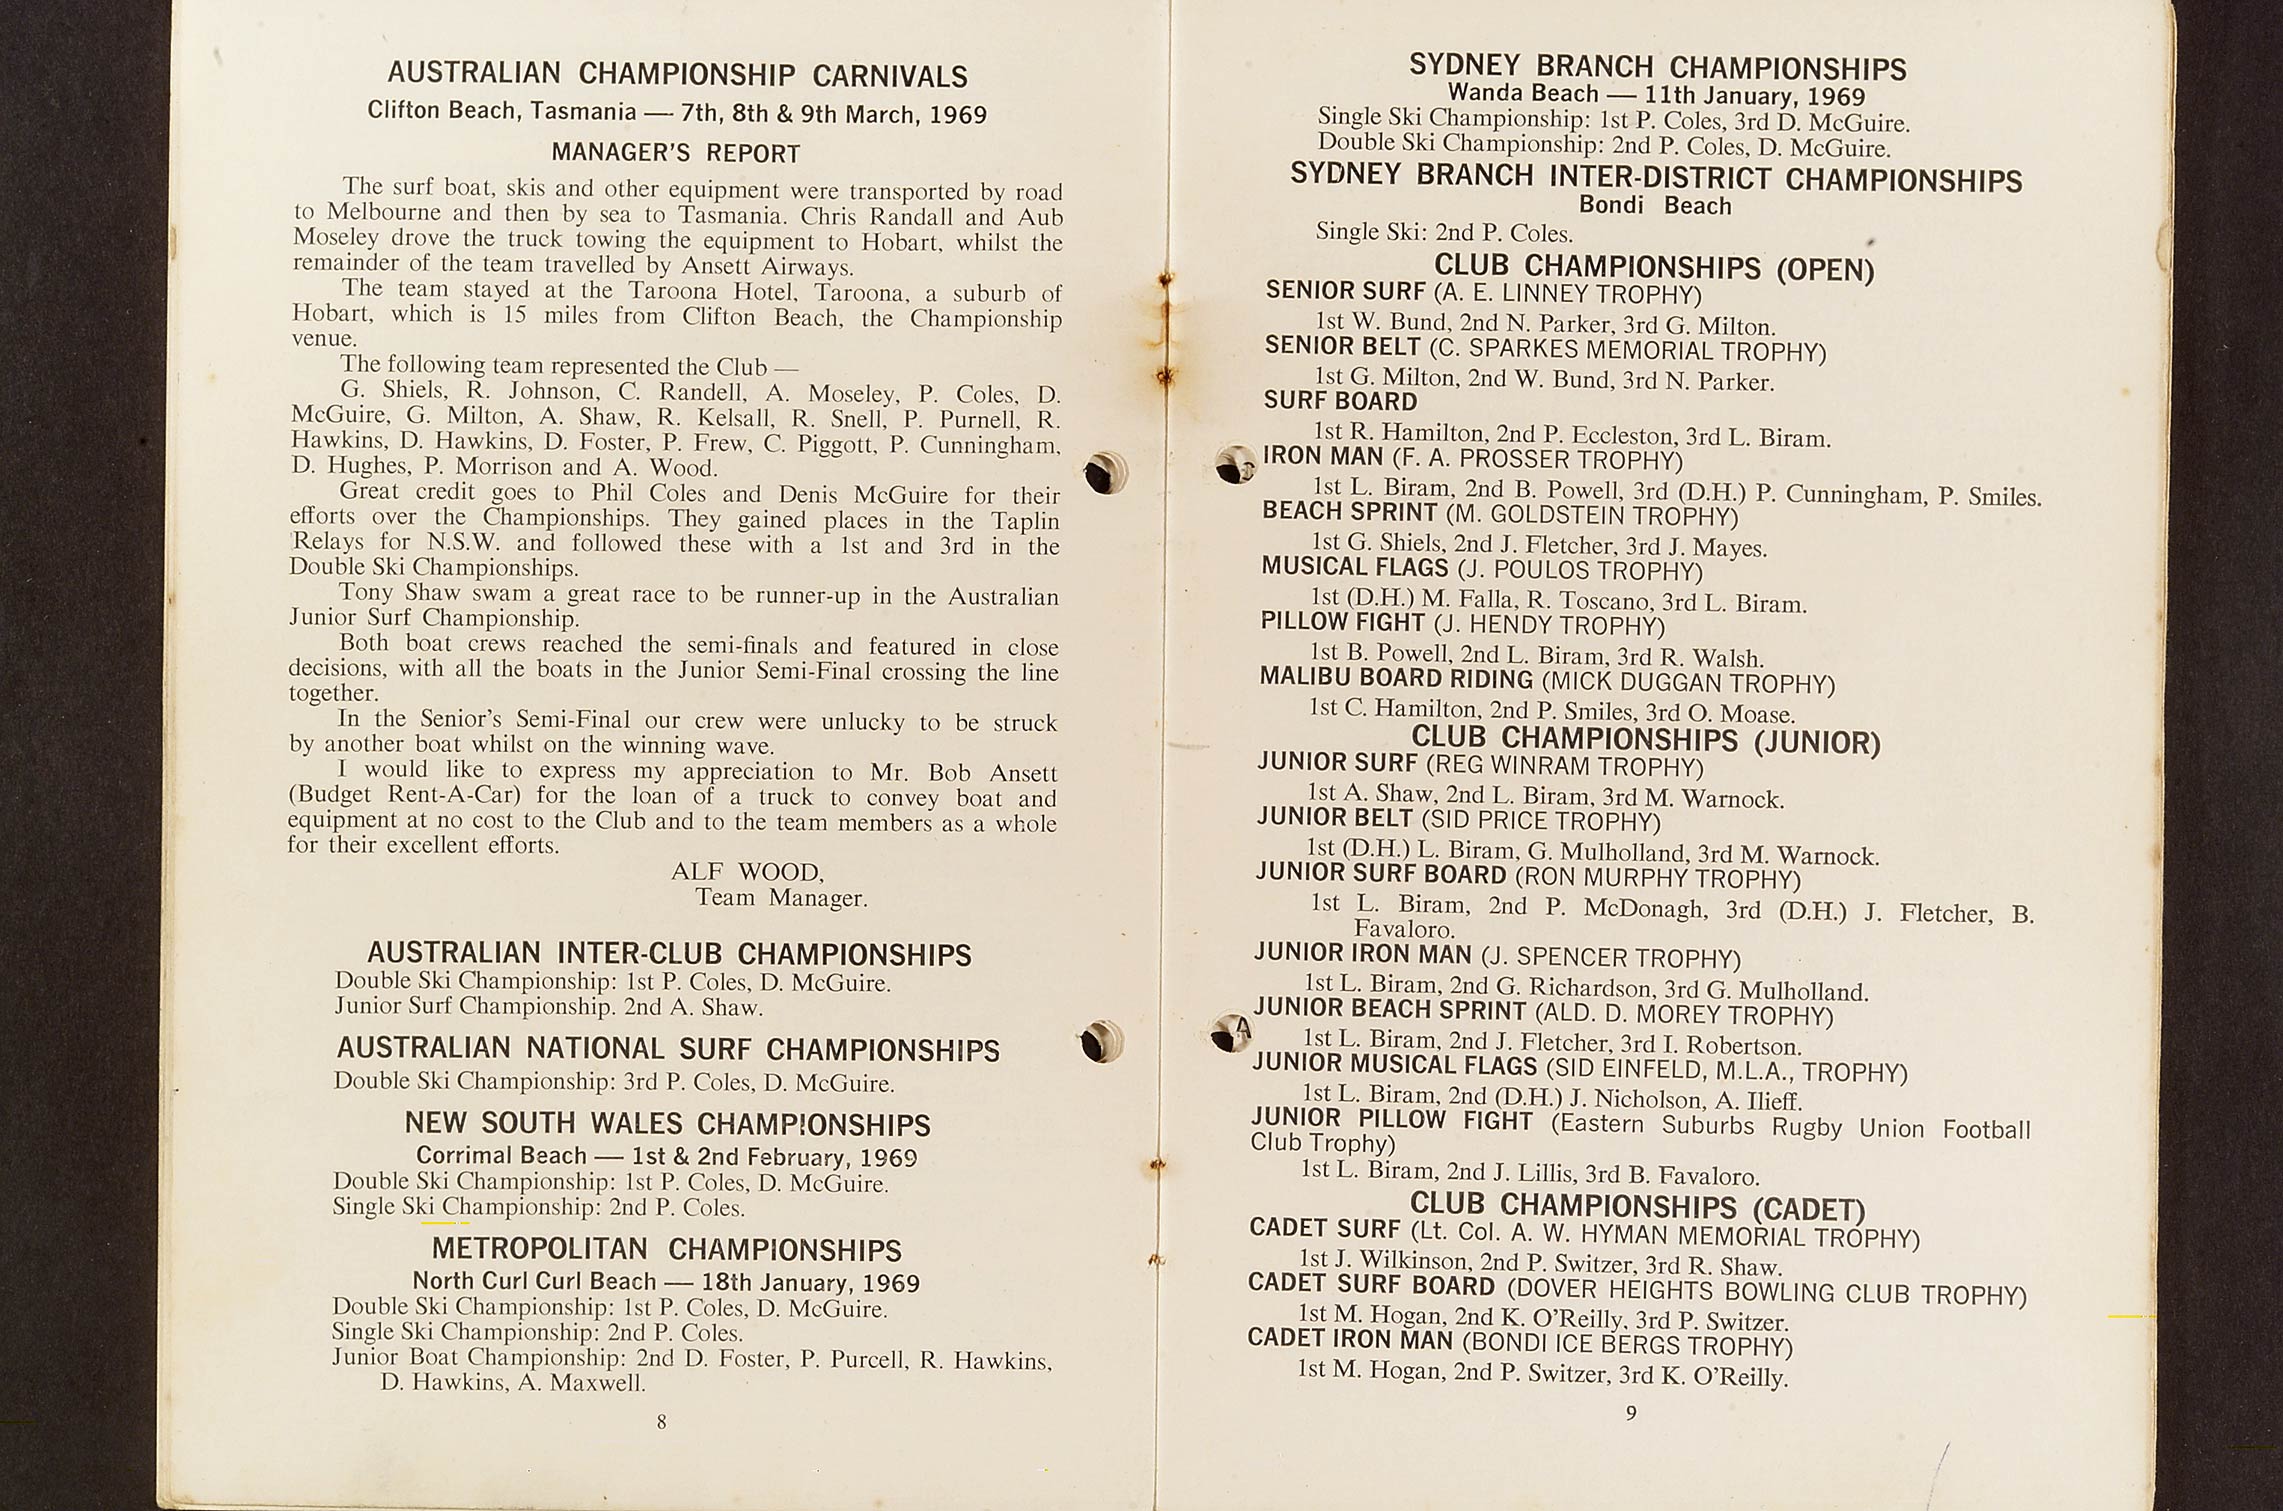 AUSTRALIAN CHAMPIONSHIP CARNIVALS
Clifton Beach, Tasmania — 7th, 8th & 9th March, 1969
MANAGER'S REPORT
The surf boat, skis and other equipment were transported by road
to Melbourne and then by sea to Tasmania. Chris Randall and Aub
Moseley drove the truck towing the equipment to Hobart, whilst the
remainder of the team travelled by Ansett Airways.
The team stayed at the Taroona Hotel, Taroona, a suburb of
Hobart, which is 15 miles from Clifton Beach, the Championship
venue.
The following team represented the Club —
G. Shiels, R. Johnson, C. Randell, A. Moseley, P. Coles, D.
McGuire, G. Milton, A. Shaw, R. Kelsall, R. Snell, P. Purnell, R.
Hawkins, D. Hawkins, D. Foster, P. Frew, C. Piggott, P. Cunningham,
D. Hughes, P. Morrison and A. Wood.
Great credit goes to Phil Coles and Denis McGuire for their
efforts over the Championships. They gained places in the Taplin
Relays for N.S.W. and followed these with a 1st and 3rd in the
Double Ski Championships.
Tony Shaw swam a great race to be runner-up in the Australian
Junior Surf Championship.
Both boat crews reached the semi-finals and featured in close
decisions, with all the boats in the Junior Semi-Final crossing the line
together.
In the Senior's Semi-Final our crew were unlucky to be struck
by another boat whilst on the winning wave.
I would like to express my appreciation to Mr. Bob Ansett
(Budget Rent-A-Car) for the loan of a truck to convey boat and
equipment at no cost to the Club and to the team members as a whole
for their excellent efforts.
ALF WOOD,
Team Manager.
AUSTRALIAN INTER-CLUB CHAMPIONSHIPS
Double Ski Championship: 1st P. Coles, D. McGuire.
Junior Surf Championship. 2nd A. Shaw.
AUSTRALIAN NATIONAL SURF CHAMPIONSHIPS
Double Ski Championship: 3rd P. Coles, D. McGuire.
NEW SOUTH WALES CHAMPIONSHIPS
Corrimal Beach — 1st & 2nd February, 1969
Double Ski Championship: 1st P. Coles, D. McGuire.
Single Ski Championship: 2nd P. Coles.
METROPOLITAN CHAMPIONSHIPS
North Curl Curl Beach — 18th January, 1969
Double Ski Championship: 1st P. Coles, D. McGuire.
Single Ski Championship: 2nd P. Coles.
Junior Boat Championship: 2nd D. Foster, P. Purcell, R. Hawkins,
D. Hawkins, A. Maxwell.
8
SYDNEY BRANCH CHAMPIONSHIPS
Wanda Beach — 11th January, 1969
Single Ski Championship: 1st P. Coles, 3rd D. McGuire.
Double Ski Championship: 2nd P. Coles, D. McGuire.
SYDNEY BRANCH INTER-DISTRICT CHAMPIONSHIPS
Bondi Beach
Single Ski: 2nd P. Coles.
CLUB CHAMPIONSHIPS (OPEN)
SENIOR SURF (A. E. LINNEY TROPHY)
1st W. Bund, 2nd N. Parker, 3rd G. Milton.
SENIOR BELT (C. SPARKES MEMORIAL TROPHY)
1st G. Milton, 2nd W. Bund, 3rd N. Parker.
SURF BOARD
1st R. Hamilton, 2nd P. Eccleston, 3rd L. Biram.
IRON MAN (F. A. PROSSER TROPHY)
1st L. Biram, 2nd B. Powell, 3rd (D.H.) P. Cunningham, P. Smiles.
BEACH SPRINT (M. GOLDSTEIN TROPHY)
1st G. Shiels, 2nd J. Fletcher, 3rd J. Mayes.
MUSICAL FLAGS (J. POULOS TROPHY)
1st (D.H.) M. Falla, R. Toscano, 3rd L. Biram.
PILLOW FIGHT (J. HENDY TROPHY)
1st B. Powell, 2nd L. Biram, 3rd R. Walsh.
MALIBU BOARD RIDING (MICK DUGGAN TROPHY)
1st C. Hamilton, 2nd P. Smiles, 3rd O. Moase.
CLUB CHAMPIONSHIPS (JUNIOR)
JUNIOR SURF (REG WINRAM TROPHY)
1st A. Shaw, 2nd L. Biram, 3rd M. Warnock.
JUNIOR BELT (SID PRICE TROPHY)
1st (D.H.) L. Biram, G. Mulholland, 3rd M. Warnock.
JUNIOR SURF BOARD (RON MURPHY TROPHY)
1st L. Biram, 2nd P. McDonagh, 3rd (D.H.) J. Fletcher, B.
Favaloro.
JUNIOR IRON MAN (J. SPENCER TROPHY)
1st L. Biram, 2nd G. Richardson, 3rd G. Mulholland.
JUNIOR BEACH SPRINT (ALD. D. MOREY TROPHY)
1st L. Biram, 2nd J. Fletcher, 3rd I. Robertson.
JUNIOR MUSICAL FLAGS (SID EINFELD, M.L.A., TROPHY)
1st L. Biram, 2nd (D.H.) J. Nicholson, A. Ilieff.
JUNIOR PILLOW FIGHT (Eastern Suburbs Rugby Union Football
Club Trophy)
1st L. Biram, 2nd J. Lillis, 3rd B. Favaloro.
CLUB CHAMPIONSHIPS (CADET)
CADET SURF (Lt. Col. A. W. HYMAN MEMORIAL TROPHY)
1st J. Wilkinson, 2nd P. Switzer, 3rd R. Shaw.
CADET SURF BOARD (DOVER HEIGHTS BOWLING CLUB TROPHY)
1st M. Hogan, 2nd K. O'Reilly, 3rd P. Switzer.
CADET IRON MAN (BONDI ICE BERGS TROPHY)
1st M. Hogan, 2nd P. Switzer, 3rd K. O'Reilly.
9